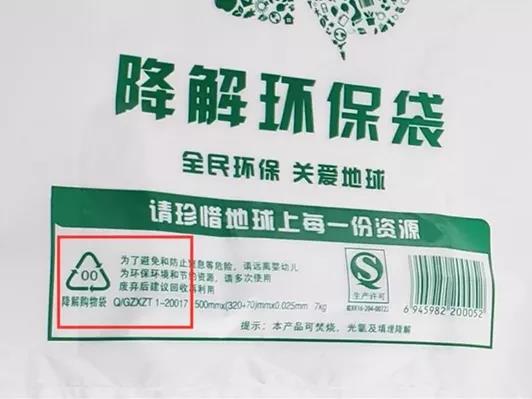 降解环保袋
全民环保 关爱地球
请珍惜地球上每一份资源
00
为了避免和防止窒息等危险，请远离婴幼儿
为环保环境和节约资源，请多次使用
废弃后建议回收再利用
降解购物袋 Q/GZXZT 1-20017 500mmx(320+70)mmx0.025mm 7kg
生产许可
6 945982 200052
提示：本产品可焚烧，光氧及填埋降解